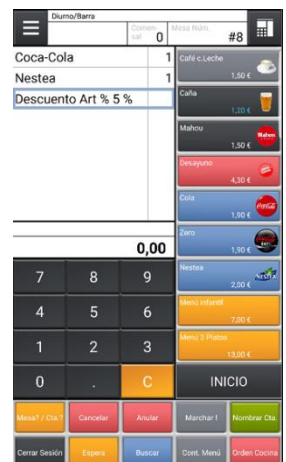 Diurno/Barra
Comen-
sal 0
Mesa Núm.
#8
Coca-Cola 1
Nestea 1
Descuento Art % 5 %
0,00
Café c.Leche
1,50 €
Caña
1,20 €
Mahou
1,50 €
Desayuno
4,30 €
Cola
1,90 €
Zero
1,90 €
Nestea
2,00 €
Menú infantil
7,00 €
Menú 2 Platos
13,00 €
7 8 9
4 5 6
1 2 3
0 . C
INICIO
Mesa? / Cta.? Cancelar Anular Marchar ! Nombrar Cta.
Cerrar Sesión Espera Buscar Cont. Menú Orden Cocina